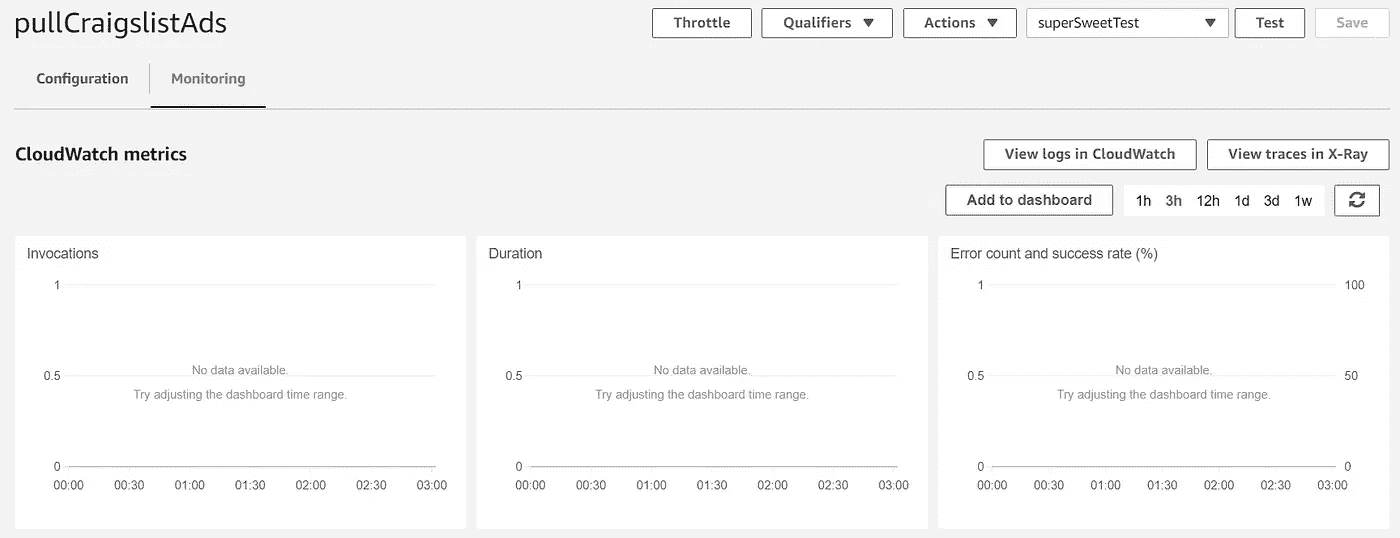 pullCraigslistAds
Throttle
Qualifiers
Actions
superSweetTest
Test
Save
Configuration
Monitoring
CloudWatch metrics
View logs in CloudWatch
View traces in X-Ray
Add to dashboard
1h 3h 12h 1d 3d 1w
Invocations
1
0.5
0
No data available.
Try adjusting the dashboard time range.
00:00 00:30 01:00 01:30 02:00 02:30 03:00
Duration
1
0.5
0
No data available.
Try adjusting the dashboard time range.
00:00 00:30 01:00 01:30 02:00 02:30 03:00
Error count and success rate (%)
1 100
0.5 50
0 0
No data available.
Try adjusting the dashboard time range.
00:00 00:30 01:00 01:30 02:00 02:30 03:00